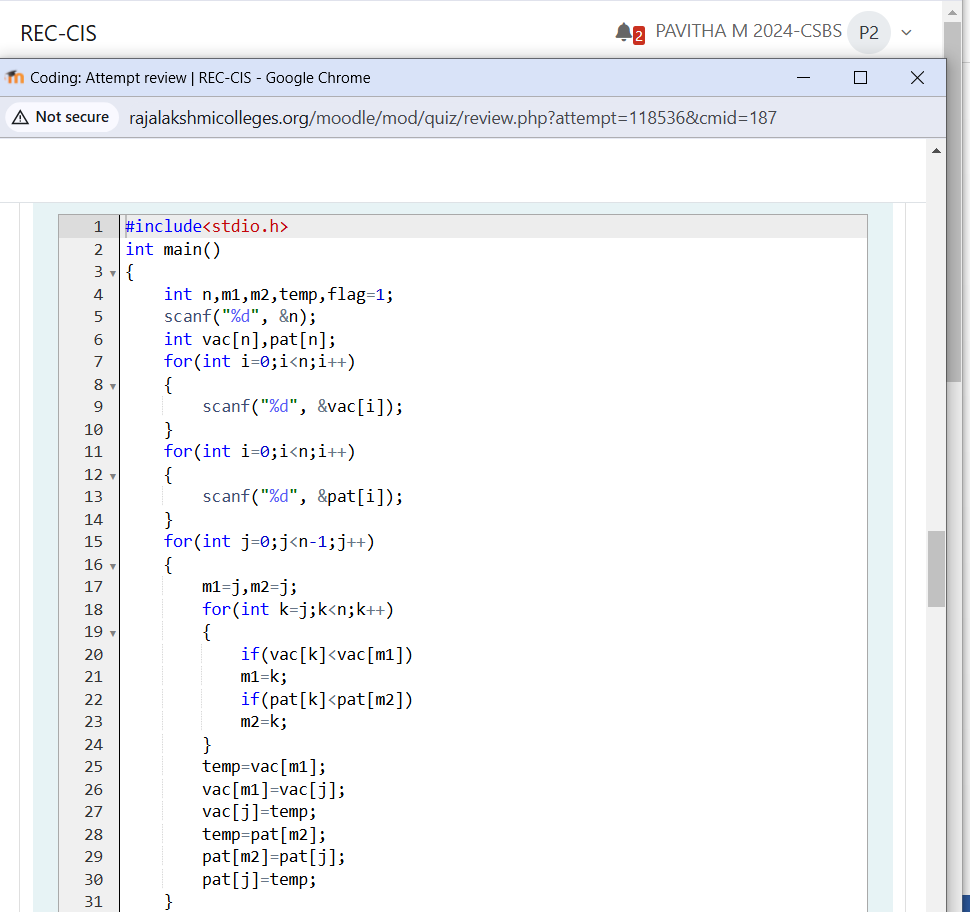 REC-CIS
2 PAVITHA M 2024-CSBS P2
Coding: Attempt review | REC-CIS - Google Chrome
Not secure rajalakshmicolleges.org/moodle/mod/quiz/review.php?attempt=118536&cmid=187
1 #include<stdio.h>
2 int main()
3 {
4 int n,m1,m2,temp,flag=1;
5 scanf("%d", &n);
6 int vac[n],pat[n];
7 for(int i=0;i<n;i++)
8 {
9 scanf("%d", &vac[i]);
10 }
11 for(int i=0;i<n;i++)
12 {
13 scanf("%d", &pat[i]);
14 }
15 for(int j=0;j<n-1;j++)
16 {
17 m1=j,m2=j;
18 for(int k=j;k<n;k++)
19 {
20 if(vac[k]<vac[m1])
21 m1=k;
22 if(pat[k]<pat[m2])
23 m2=k;
24 }
25 temp=vac[m1];
26 vac[m1]=vac[j];
27 vac[j]=temp;
28 temp=pat[m2];
29 pat[m2]=pat[j];
30 pat[j]=temp;
31 }